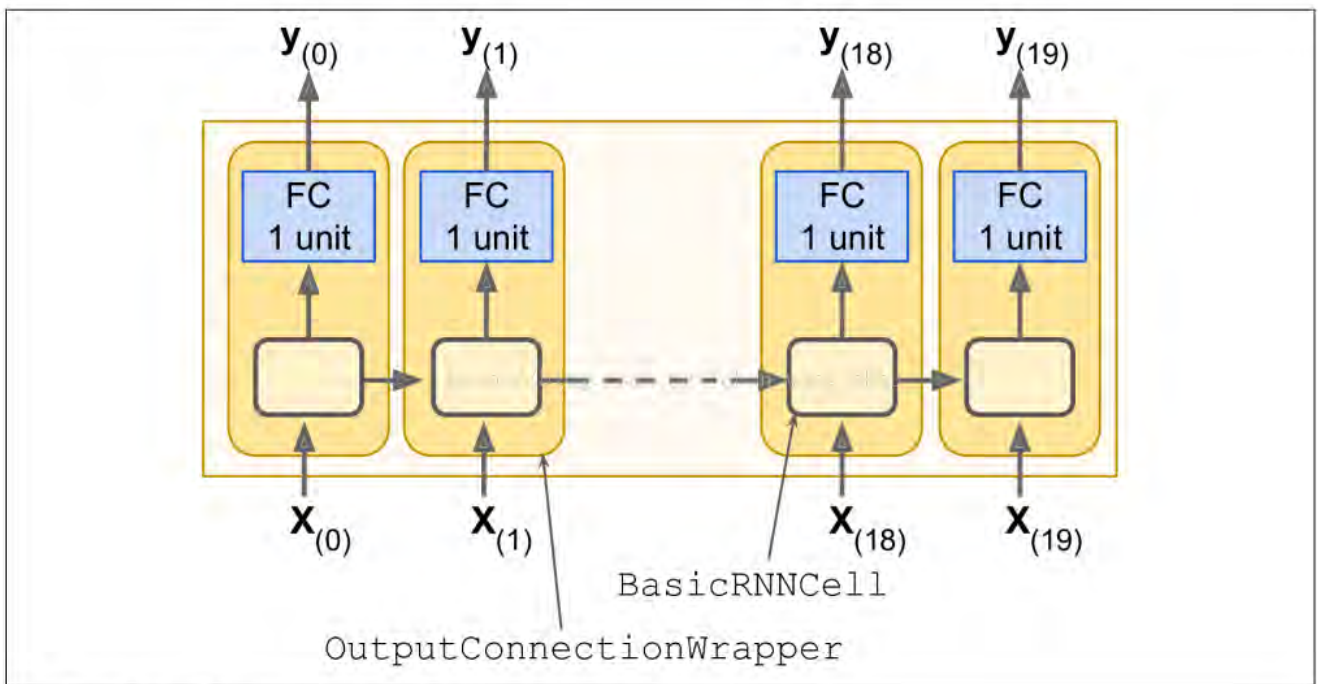 y(0) y(1) y(18) y(19)
FC FC FC FC
1 unit 1 unit 1 unit 1 unit
X(0) X(1) X(18) X(19)
BasicRNNCell
OutputConnectionWrapper